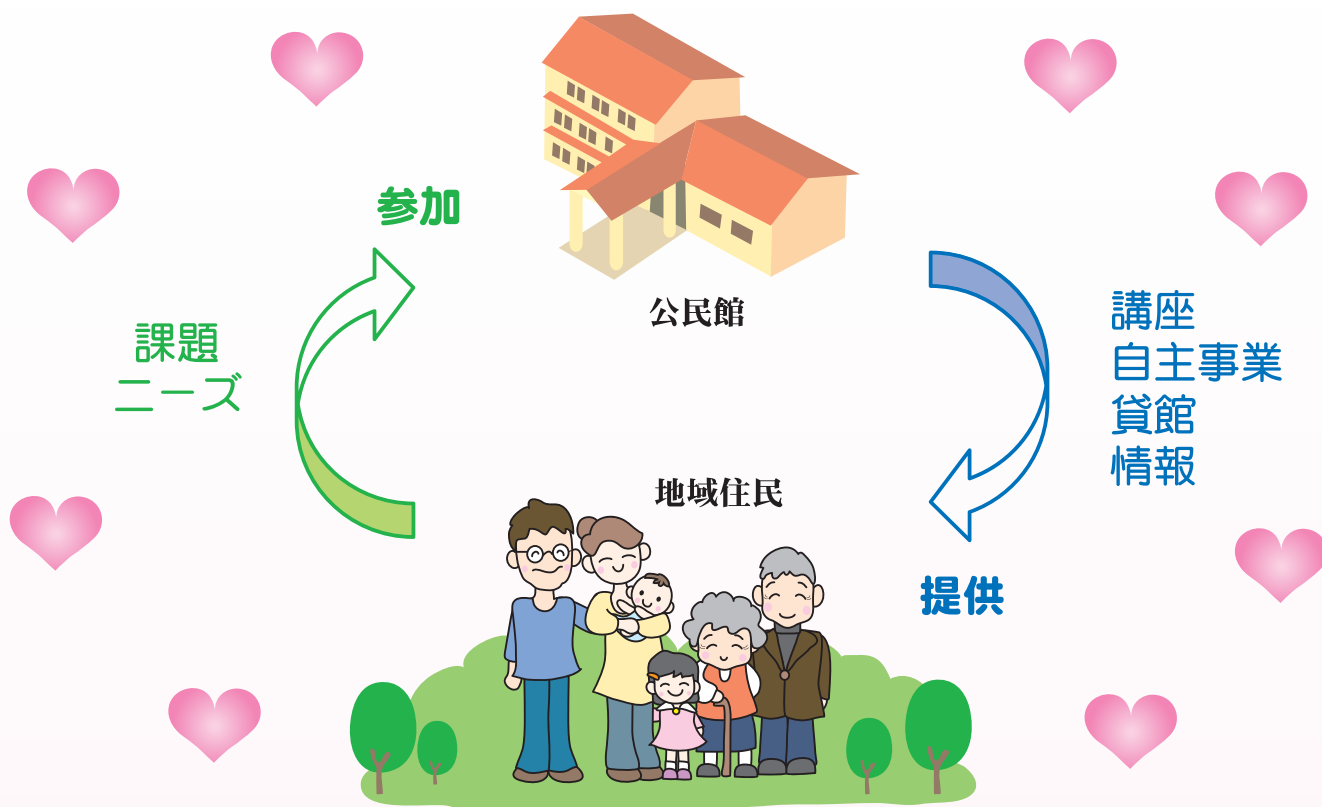 参加
公民館
課題
ニーズ
講座
自主事業
貸館
情報
地域住民
提供